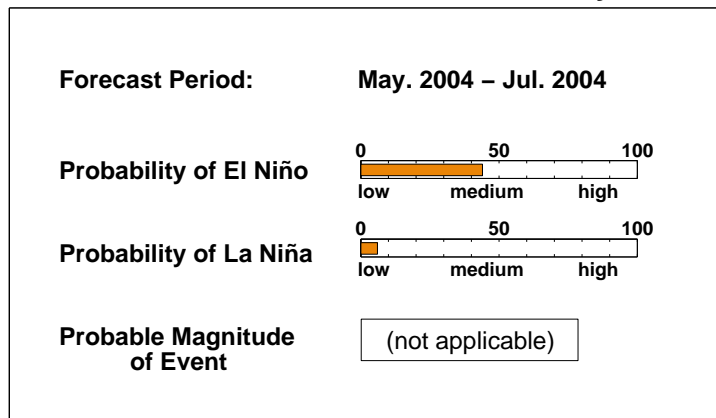 Forecast Period: May. 2004 – Jul. 2004
0 50 100
Probability of El Niño
low medium high
0 50 100
Probability of La Niña
low medium high
Probable Magnitude
of Event
(not applicable)